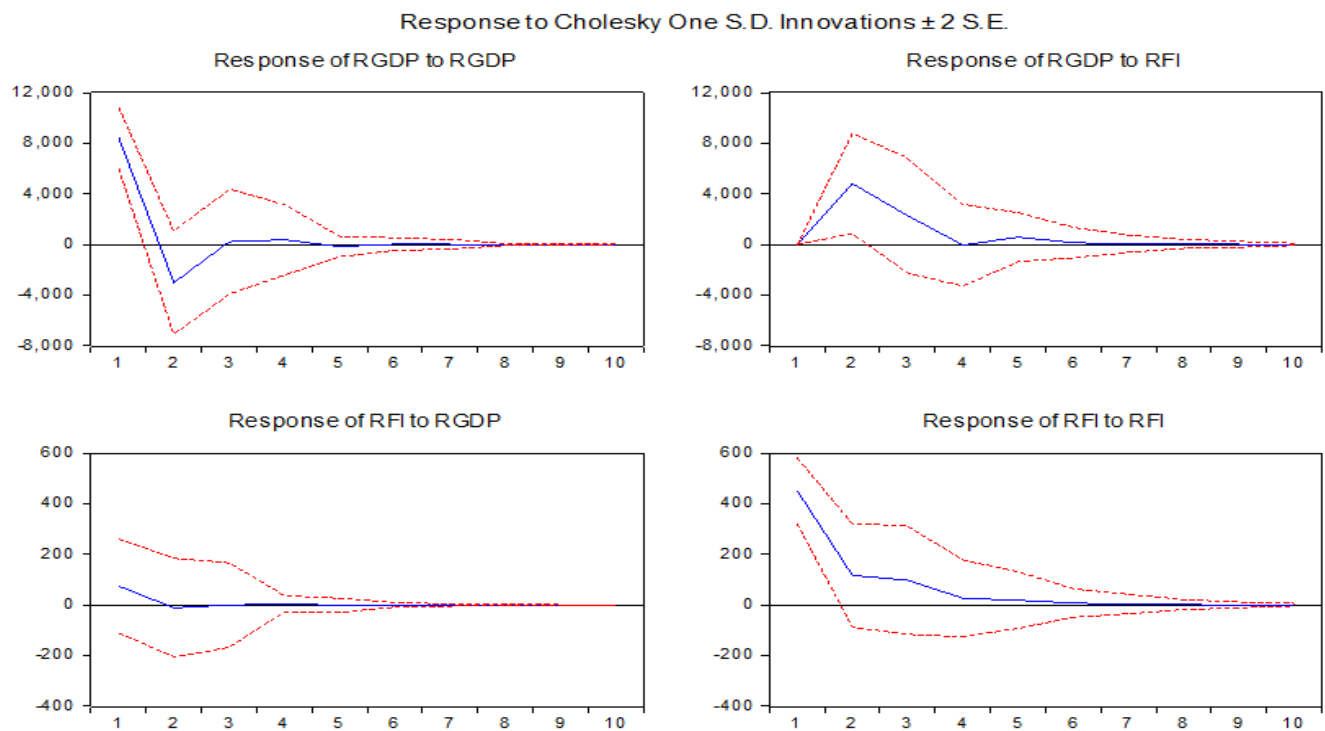 Response to Cholesky One S.D. Innovations ± 2 S.E.
Response of RGDP to RGDP
12,000
8,000
4,000
0
-4,000
-8,000
1 2 3 4 5 6 7 8 9 10
Response of RGDP to RFI
12,000
8,000
4,000
0
-4,000
-8,000
1 2 3 4 5 6 7 8 9 10
Response of RFI to RGDP
600
400
200
0
-200
-400
1 2 3 4 5 6 7 8 9 10
Response of RFI to RFI
600
400
200
0
-200
-400
1 2 3 4 5 6 7 8 9 10